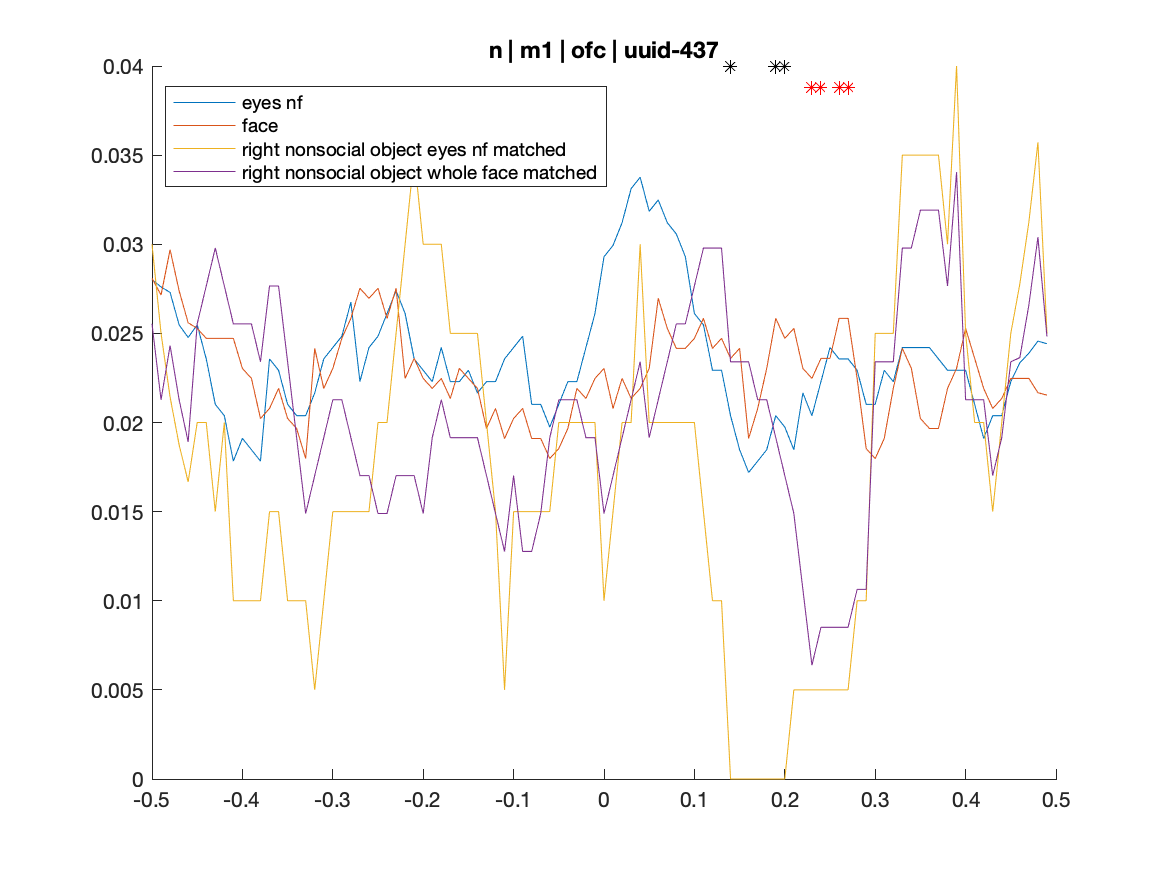 n | m1 | ofc | uuid-437
0.04
eyes nf
face
right nonsocial object eyes nf matched
right nonsocial object whole face matched
0.035
0.03
0.025
0.02
0.015
0.01
0.005
0
-0.5 -0.4 -0.3 -0.2 -0.1 0 0.1 0.2 0.3 0.4 0.5